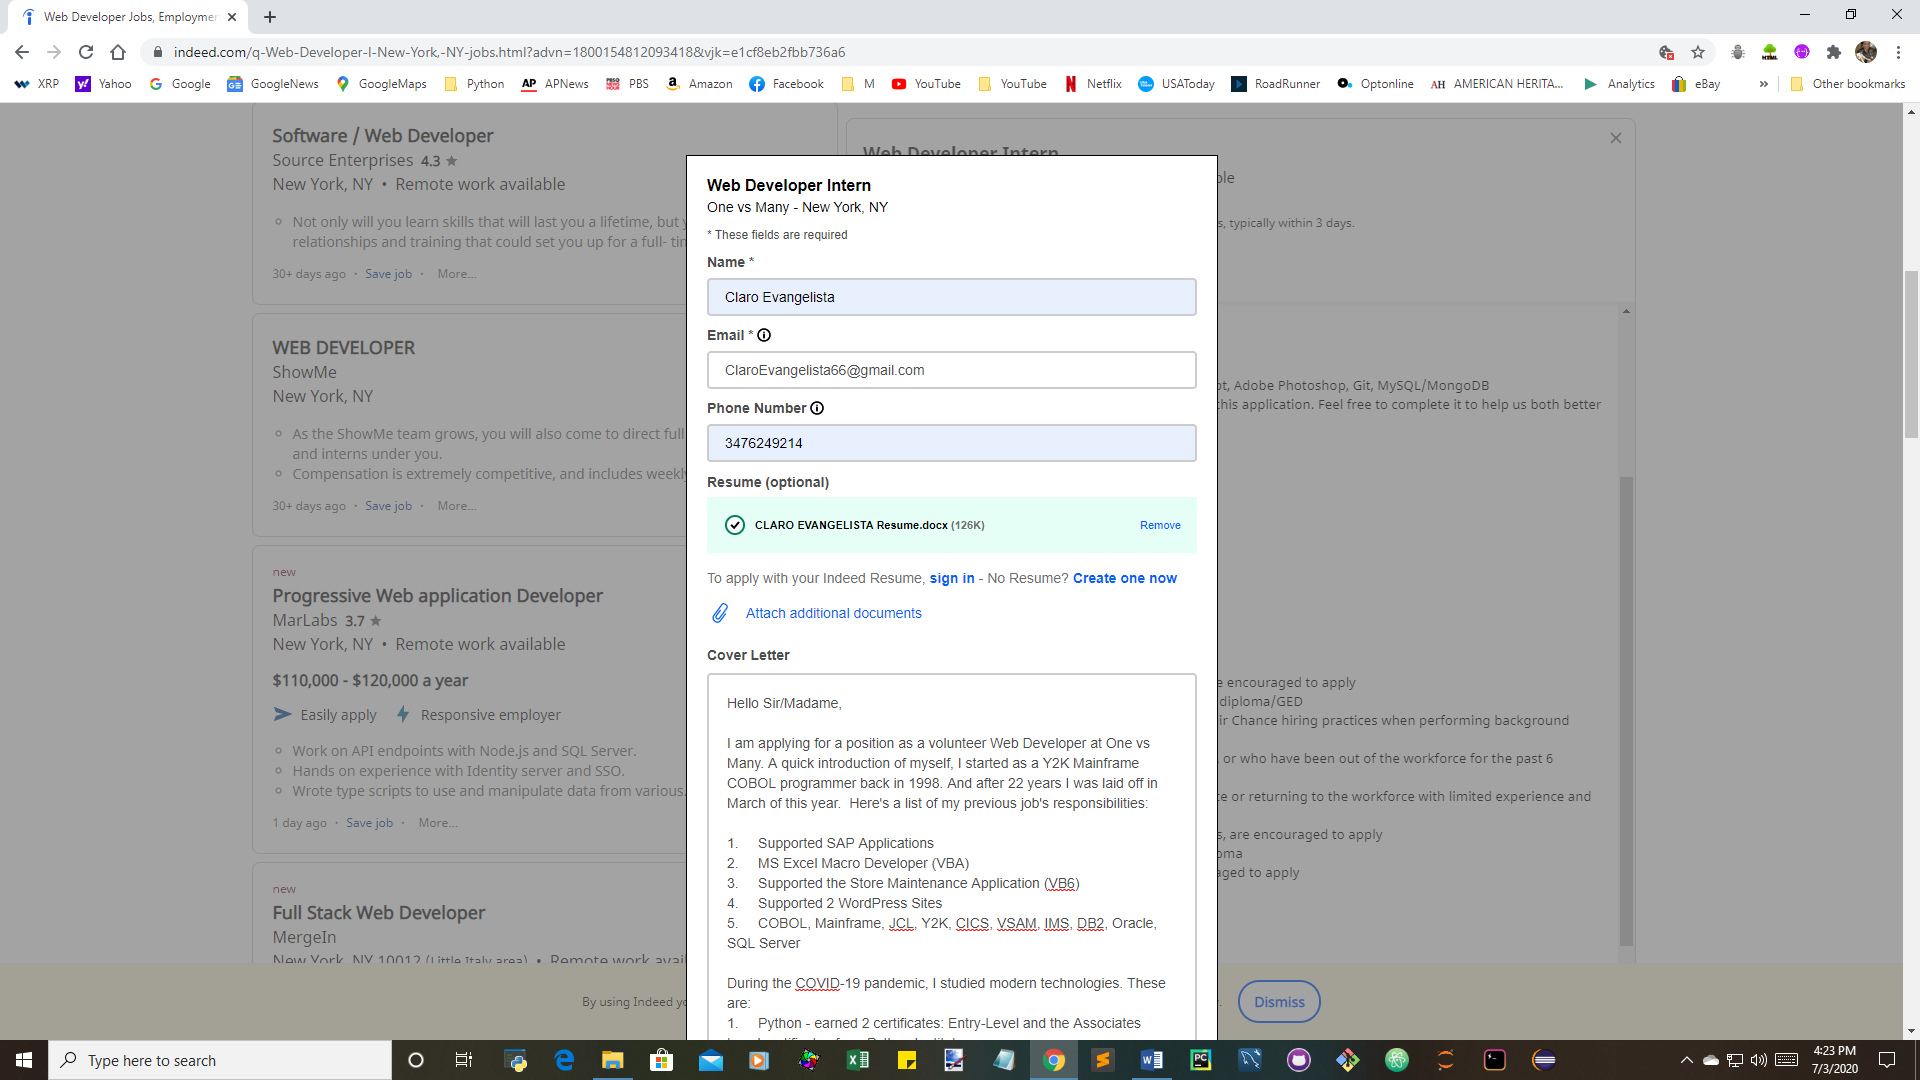 Web Developer Jobs, Employmen
indeed.com/q-Web-Developer-l-New-York,-NY-jobs.html?advn=1800154812093418&vjk=e1cf8eb2fbb736a6
XRP Yahoo Google GoogleNews GoogleMaps Python APNews PBS Amazon Facebook M YouTube YouTube Netflix USAToday RoadRunner Optonline AMERICAN HERITA... Analytics eBay » Other bookmarks
Software / Web Developer
Source Enterprises 4.3 ★
New York, NY • Remote work available
Not only will you learn skills that will last you a lifetime, but
relationships and training that could set you up for a full- tim
30+ days ago · Save job · More...
WEB DEVELOPER
ShowMe
New York, NY
As the ShowMe team grows, you will also come to direct full
and interns under you.
Compensation is extremely competitive, and includes weekly
30+ days ago · Save job · More...
new
Progressive Web application Developer
MarLabs 3.7 ★
New York, NY • Remote work available
$110,000 - $120,000 a year
Easily apply Responsive employer
Work on API endpoints with Node.js and SQL Server.
Hands on experience with Identity server and SSO.
Wrote type scripts to use and manipulate data from various.
1 day ago · Save job · More...
new
Full Stack Web Developer
MergeIn
New York, NY 10012 (Little Italy area) • Remote work avail
By using Indeed yo
Web Developer Intern
Web Developer Intern
One vs Many - New York, NY
* These fields are required
Name *
Claro Evangelista
Email *
ClaroEvangelista66@gmail.com
Phone Number
3476249214
Resume (optional)
CLARO EVANGELISTA Resume.docx (126K) Remove
To apply with your Indeed Resume, sign in - No Resume? Create one now
Attach additional documents
Cover Letter
Hello Sir/Madame,
I am applying for a position as a volunteer Web Developer at One vs
Many. A quick introduction of myself, I started as a Y2K Mainframe
COBOL programmer back in 1998. And after 22 years I was laid off in
March of this year. Here's a list of my previous job's responsibilities:
1. Supported SAP Applications
2. MS Excel Macro Developer (VBA)
3. Supported the Store Maintenance Application (VB6)
4. Supported 2 WordPress Sites
5. COBOL, Mainframe, JCL, Y2K, CICS, VSAM, IMS, DB2, Oracle,
SQL Server
During the COVID-19 pandemic, I studied modern technologies. These
are:
1. Python - earned 2 certificates: Entry-Level and the Associates
ble
s, typically within 3 days.
pt, Adobe Photoshop, Git, MySQL/MongoDB
this application. Feel free to complete it to help us both better
e encouraged to apply
diploma/GED
ir Chance hiring practices when performing background
, or who have been out of the workforce for the past 6
te or returning to the workforce with limited experience and
s, are encouraged to apply
oma
aged to apply
Dismiss
Type here to search
4:23 PM
7/3/2020